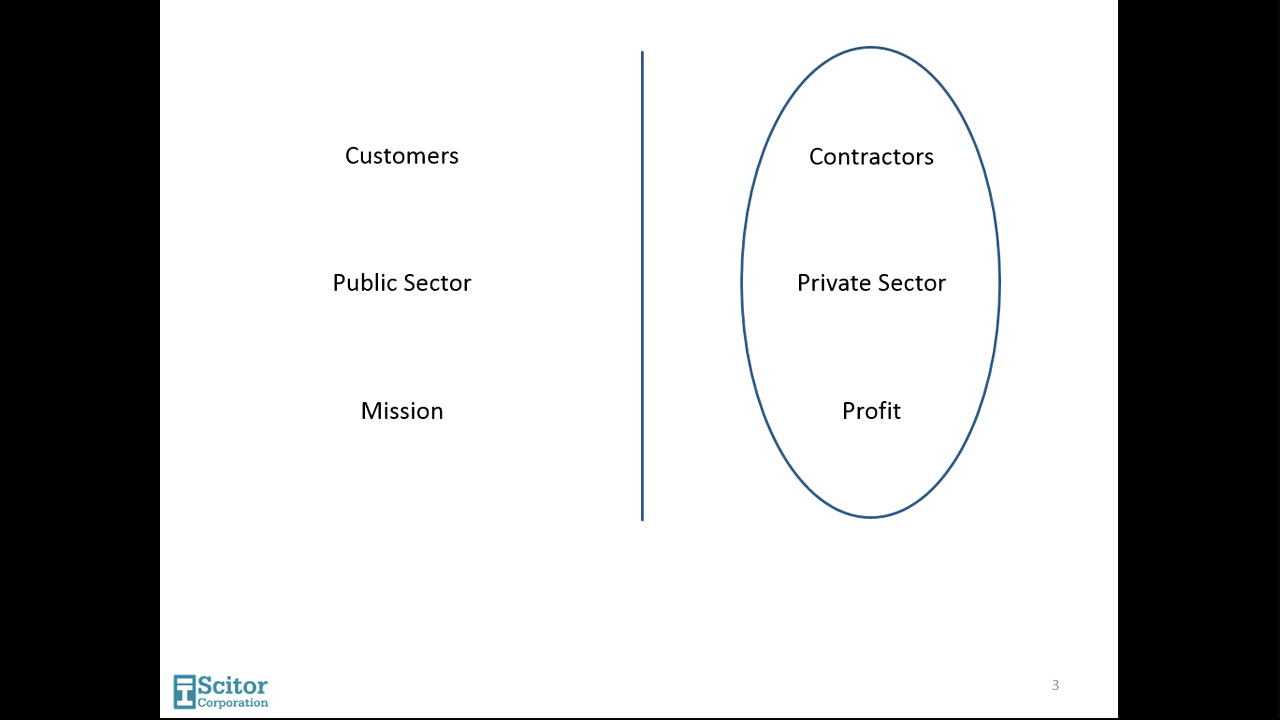 Customers
Contractors
Public Sector
Private Sector
Mission
Profit
Scitor
Corporation
3